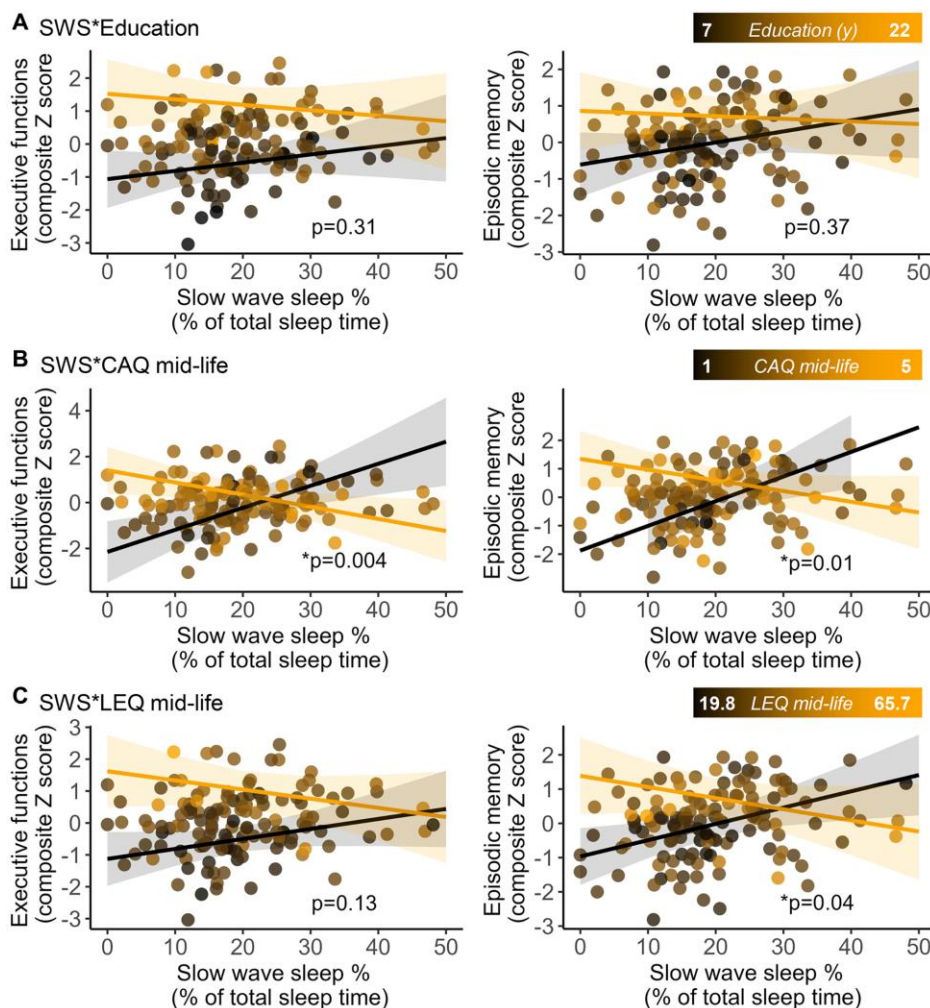 A SWS*Education
7 Education (y) 22
Executive functions
(composite Z score)
2
1
0
-1
-2
-3
p=0.31
0 10 20 30 40 50
Slow wave sleep %
(% of total sleep time)
Episodic memory
(composite Z score)
2
1
0
-1
-2
-3
p=0.37
0 10 20 30 40 50
Slow wave sleep %
(% of total sleep time)
B SWS*CAQ mid-life
1 CAQ mid-life 5
Executive functions
(composite Z score)
4
2
0
-2
*p=0.004
0 10 20 30 40 50
Slow wave sleep %
(% of total sleep time)
Episodic memory
(composite Z score
2
1
0
-1
-2
*p=0.01
0 10 20 30 40 50
Slow wave sleep %
(% of total sleep time)
C SWS*LEQ mid-life
19.8 LEQ mid-life 65.7
Executive functions
(composite Z score)
3
2
1
0
-1
-2
-3
p=0.13
0 10 20 30 40 50
Slow wave sleep %
(% of total sleep time)
Episodic memory
(composite Z score)
2
1
0
-1
-2
-3
*p=0.04
0 10 20 30 40 50
Slow wave sleep %
(% of total sleep time)